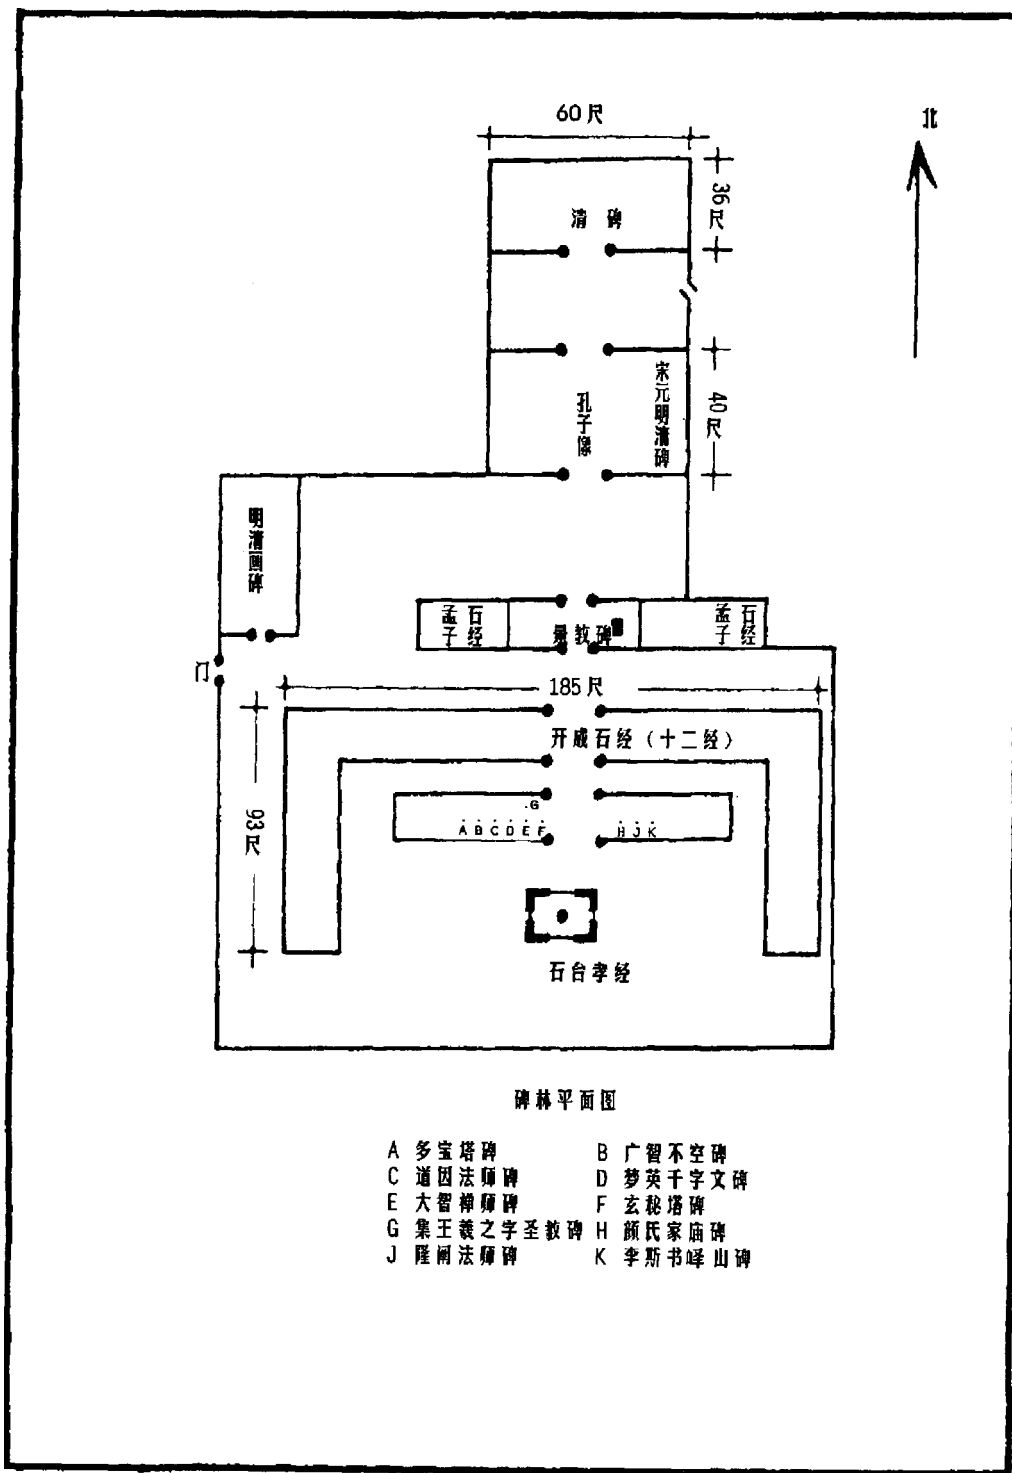 60尺
北
36尺
清 碑
宋元明清碑
40尺
孔子像
明清画碑
孟子
石经
景教碑
孟子
石经
门
185尺
开成石经（十二经）
93尺
.G
A B C D E F
H J K
石台孝经
碑林平面图
A 多宝塔碑
B 广智不空碑
C 道因法师碑
D 梦英千字文碑
E 大智禅师碑
F 玄秘塔碑
G 集王羲之字圣教碑
H 颜氏家庙碑
J 隆阐法师碑
K 李斯书峄山碑